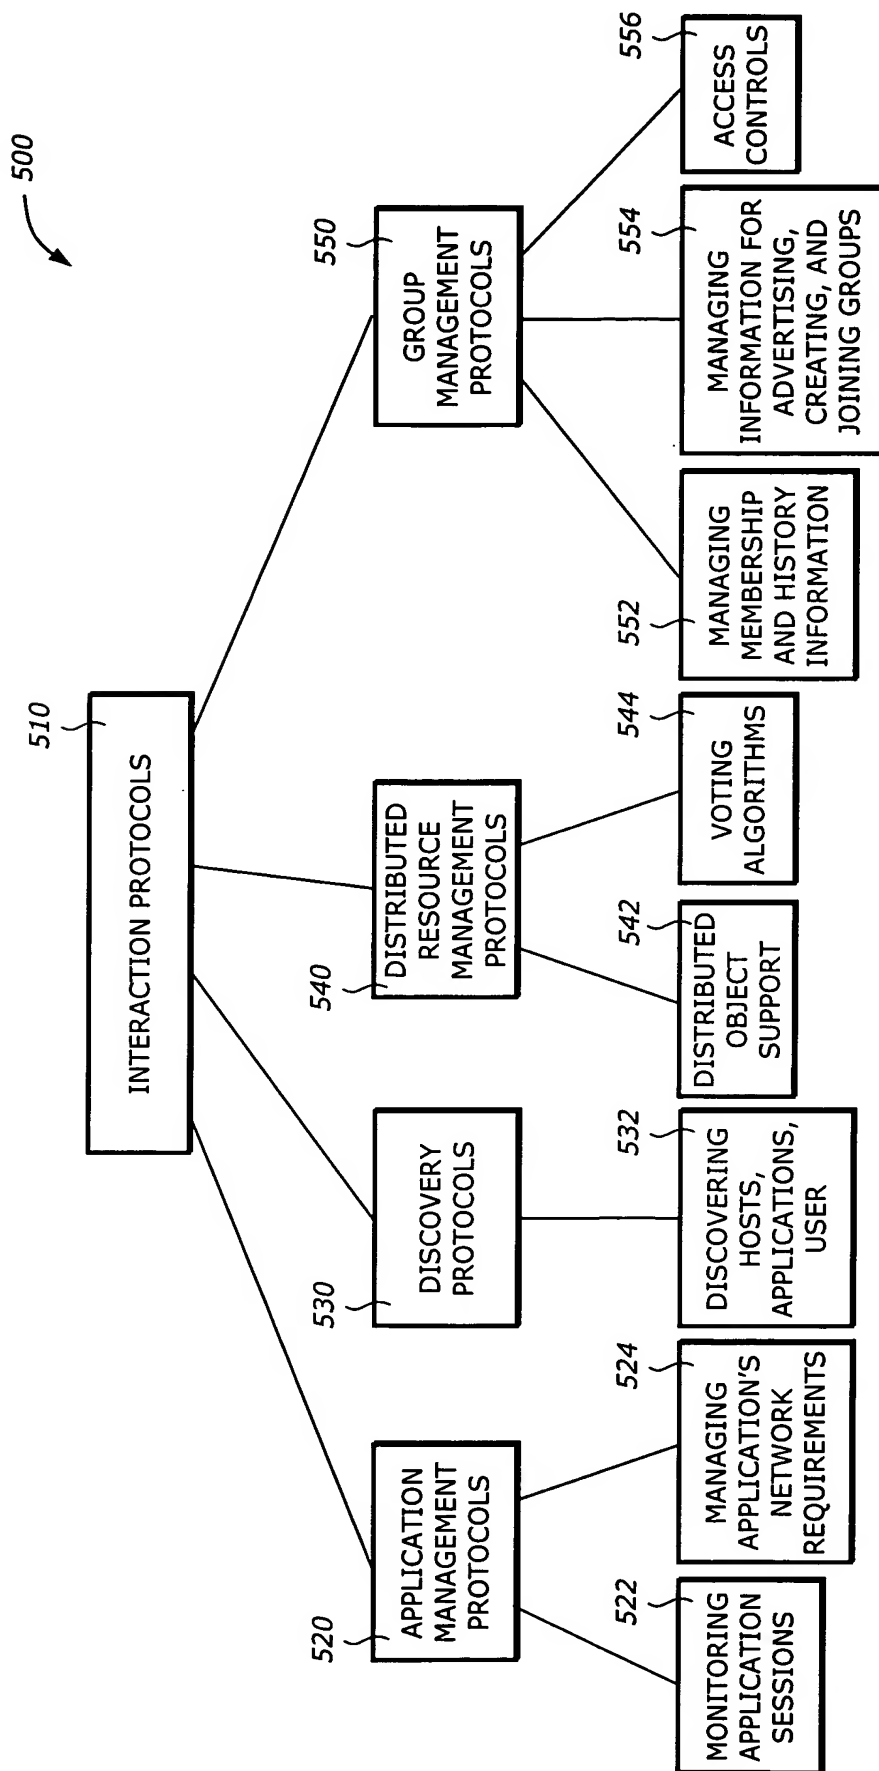 500
510
INTERACTION PROTOCOLS
520
APPLICATION
MANAGEMENT
PROTOCOLS
530
DISCOVERY
PROTOCOLS
540
DISTRIBUTED
RESOURCE
MANAGEMENT
PROTOCOLS
550
GROUP
MANAGEMENT
PROTOCOLS
522
MONITORING
APPLICATION
SESSIONS
524
MANAGING
APPLICATION'S
NETWORK
REQUIREMENTS
532
DISCOVERING
HOSTS,
APPLICATIONS,
USER
542
DISTRIBUTED
OBJECT
SUPPORT
544
VOTING
ALGORITHMS
552
MANAGING
MEMBERSHIP
AND HISTORY
INFORMATION
554
MANAGING
INFORMATION FOR
ADVERTISING,
CREATING, AND
JOINING GROUPS
556
ACCESS
CONTROLS